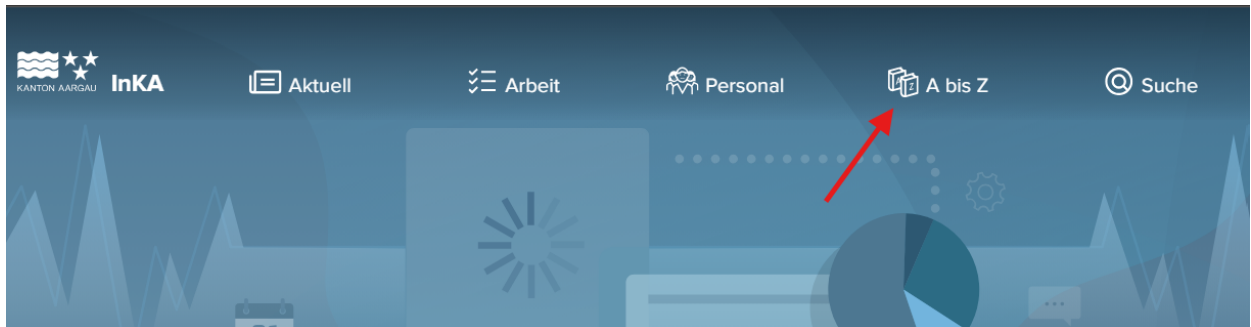 KANTON AARGAU
InKA
Aktuell
Arbeit
Personal
A bis Z
Suche